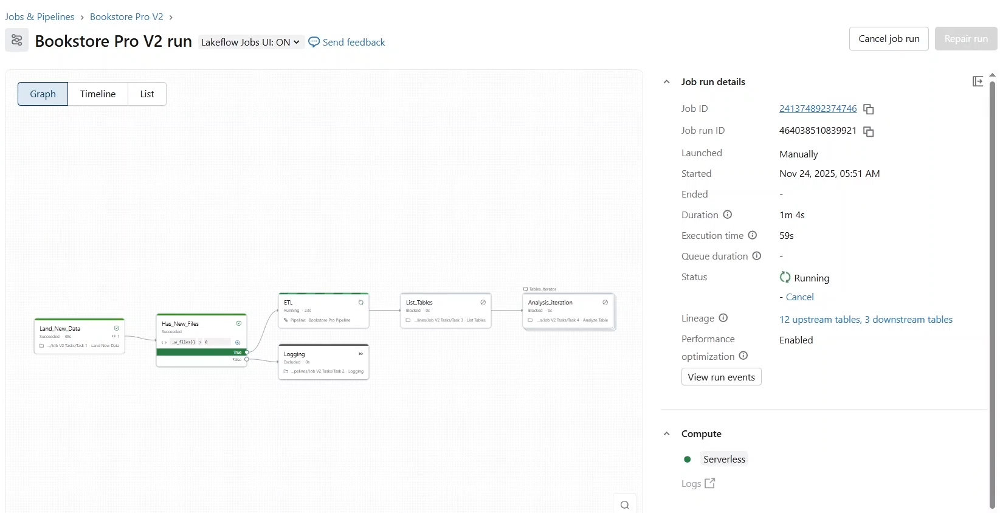 Jobs & Pipelines › Bookstore Pro V2 ›
Bookstore Pro V2 run
Lakeflow Jobs UI: ON
Send feedback
Cancel job run
Repair run
Graph
Timeline
List
Land_New_Data
Succeeded · 38s
1
.../Job V2 Tasks/Task 1 · Land New Data
Has_New_Files
Succeeded
...w_files}} > 0
True
False
ETL
Running · 23s
Pipeline: Bookstore Pro Pipeline
Logging
Excluded · 0s
...pelines/Job V2 Tasks/Task 2 · Logging
List_Tables
Blocked · 0s
...lines/Job V2 Tasks/Task 3 · List Tables
Tables_Iterator
Analysis_iteration
Blocked · 0s
...s/Job V2 Tasks/Task 4 · Analyze Table
Job run details
Job ID
241374892374746
Job run ID
464038510839921
Launched
Manually
Started
Nov 24, 2025, 05:51 AM
Ended
-
Duration
1m 4s
Execution time
59s
Queue duration
-
Status
Running
- Cancel
Lineage
12 upstream tables, 3 downstream tables
Performance
optimization
Enabled
View run events
Compute
Serverless
Logs